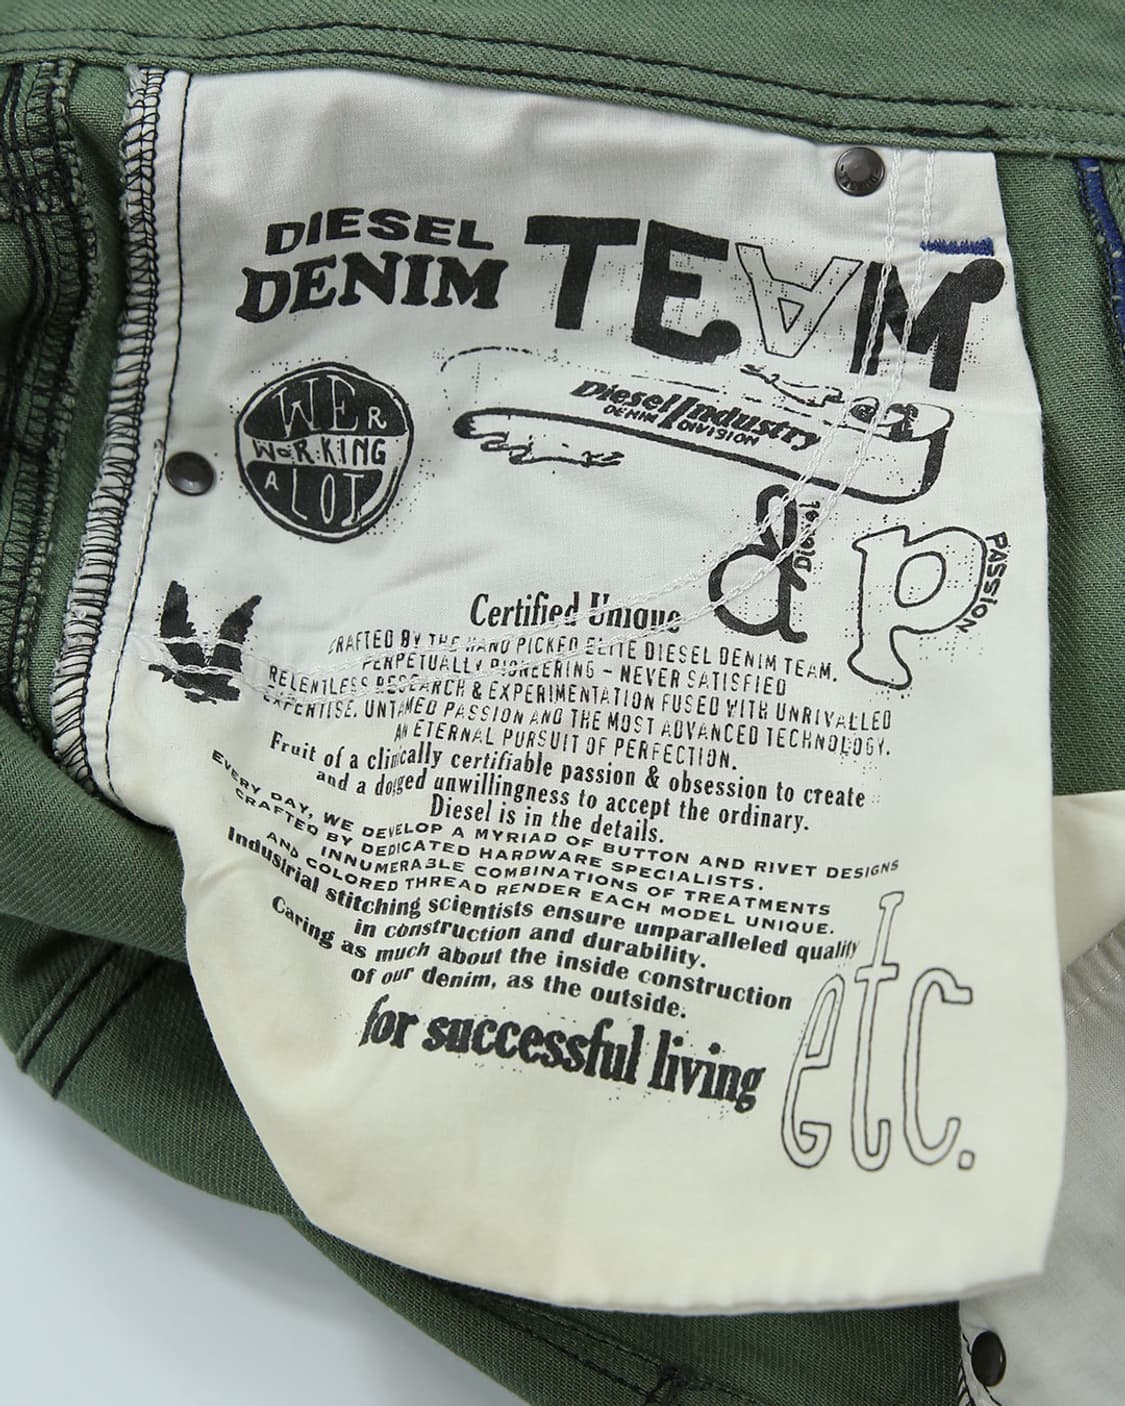 DIESEL
DENIM
TEAM
WER
WORKING
A LOT
Diesel Industry
DENIM DIVISION
d
p
PASSiON
Certified Unique
CRAFTED BY THE HAND PICKED ELITE DIESEL DENIM TEAM.
PERPETUALLY PIONEERING - NEVER SATISFIED
RELENTLESS RESEARCH & EXPERIMENTATION FUSED WITH UNRIVALLED
EXPERTISE. UNTAMED PASSION AND THE MOST ADVANCED TECHNOLOGY.
AN ETERNAL PURSUIT OF PERFECTION.
Fruit of a clinically certifiable passion & obsession to create
and a dogged unwillingness to accept the ordinary.
Diesel is in the details.
EVERY DAY, WE DEVELOP A MYRIAD OF BUTTON AND RIVET DESIGNS
CRAFTED BY DEDICATED HARDWARE SPECIALISTS.
INNUMERABLE COMBINATIONS OF TREATMENTS
AND COLORED THREAD RENDER EACH MODEL UNIQUE.
Industrial stitching scientists ensure unparalleled quality
in construction and durability.
Caring as much about the inside construction
of our denim, as the outside.
for successful living
etc.